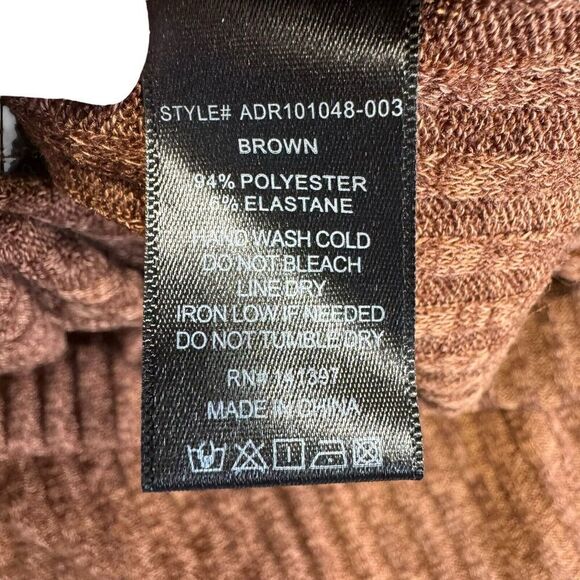 STYLE# ADR101048-003
BROWN
94% POLYESTER
% ELASTANE
HAND WASH COLD
DO NOT BLEACH
LINE DRY
IRON LOW IF NEEDED
DO NOT TUMBLE DRY
RN# 141397
MADE IN CHINA